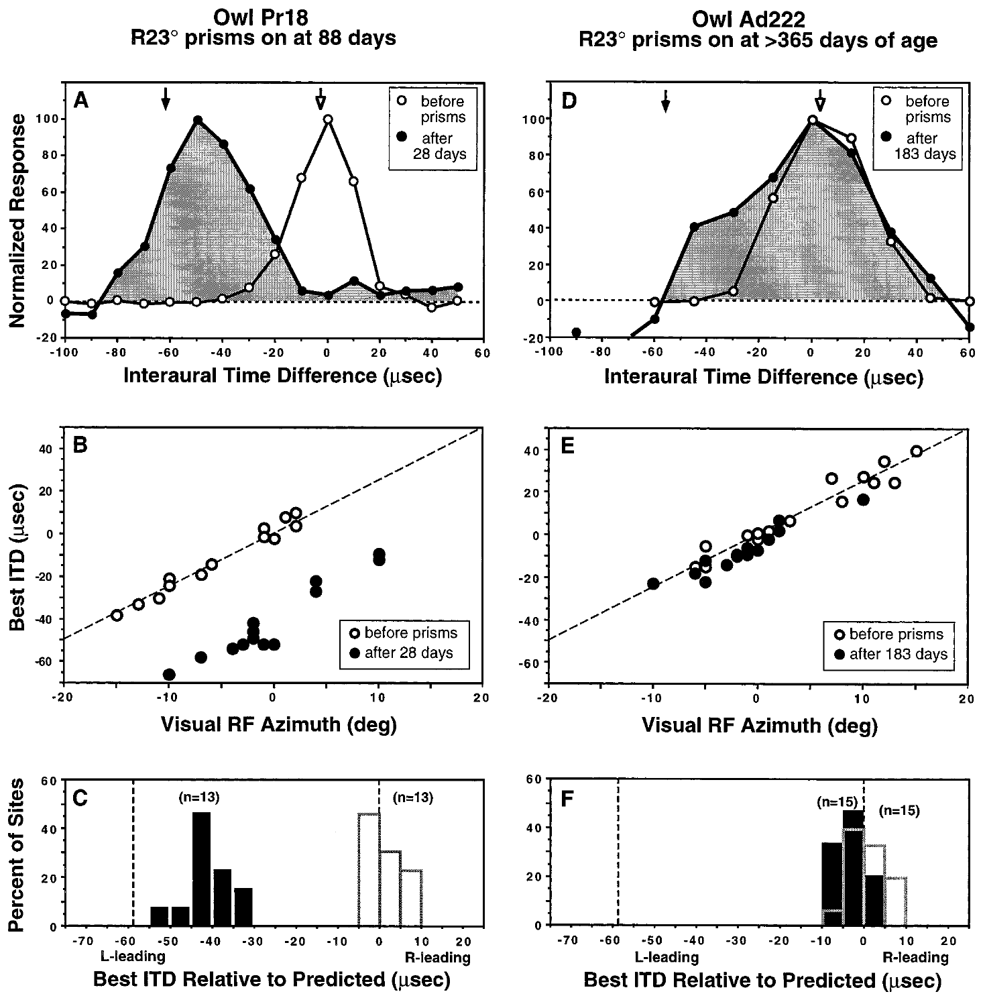 Owl Pr18
R23° prisms on at 88 days
Owl Ad222
R23° prisms on at >365 days of age
A
before
prisms
after
28 days
Normalized Response
100
80
60
40
20
0
-20
-100 -80 -60 -40 -20 0 20 40 60
Interaural Time Difference (μsec)
D
before
prisms
after
183 days
100
80
60
40
20
0
-20
-100 -80 -60 -40 -20 0 20 40 60
Interaural Time Difference (μsec)
B
Best ITD (μsec)
40
20
0
-20
-40
-60
before prisms
after 28 days
-20 -10 0 10 20
Visual RF Azimuth (deg)
E
40
20
0
-20
-40
-60
before prisms
after 183 days
-20 -10 0 10 20
Visual RF Azimuth (deg)
C
(n=13) (n=13)
Percent of Sites
60
40
20
0
-70 -60 -50 -40 -30 -20 -10 0 10 20
L-leading R-leading
Best ITD Relative to Predicted (μsec)
F
(n=15)
(n=15)
60
40
20
0
-70 -60 -50 -40 -30 -20 -10 0 10 20
L-leading R-leading
Best ITD Relative to Predicted (μsec)